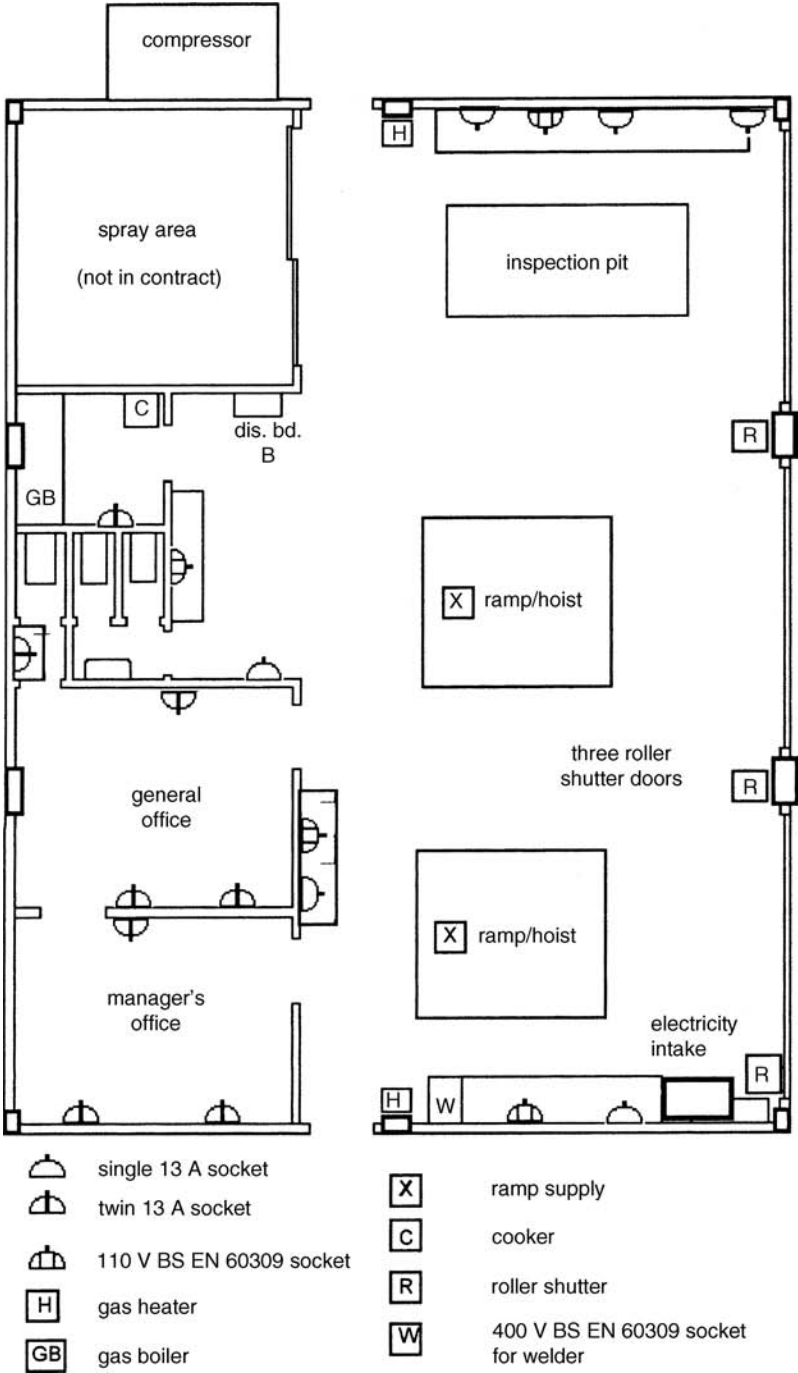 compressor
H
spray area
(not in contract)
inspection pit
C
dis. bd.
B
R
GB
X ramp/hoist
three roller
shutter doors
R
general
office
X ramp/hoist
manager's
office
electricity
intake
R
H
W
single 13 A socket
twin 13 A socket
110 V BS EN 60309 socket
H gas heater
GB gas boiler
X ramp supply
C cooker
R roller shutter
W 400 V BS EN 60309 socket
for welder